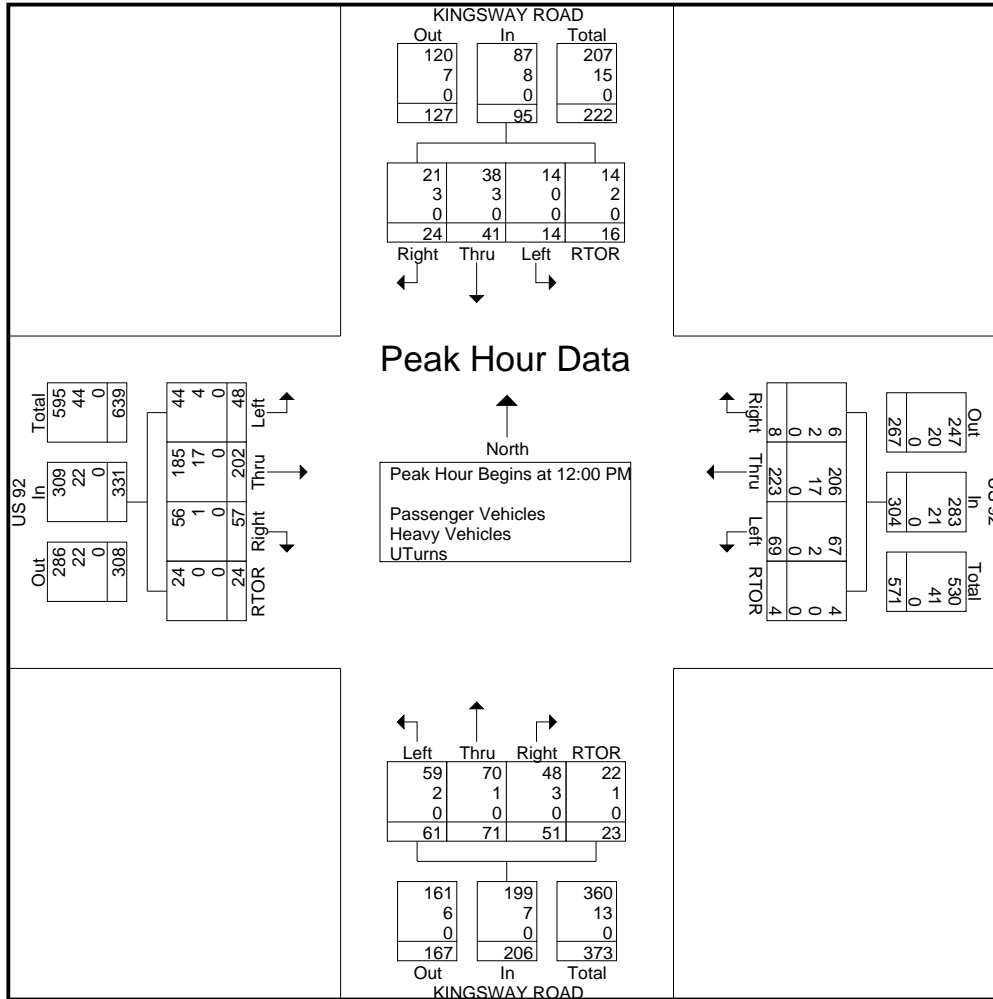 KINGSWAY ROAD
Out In Total
120 87 207
7 8 15
0 0 0
127 95 222
21 38 14 14
3 3 0 2
0 0 0 0
24 41 14 16
Right Thru Left RTOR
Peak Hour Data
North
Peak Hour Begins at 12:00 PM
Passenger Vehicles
Heavy Vehicles
UTurns
US 92
Out In Total
286 309 595
22 22 44
0 0 0
308 331 639
24 56 185 44
0 1 17 4
0 0 0 0
24 57 202 48
RTOR Right Thru Left
Out In Total
247 283 530
20 21 41
0 0 0
267 304 571
6 206 67 4
2 17 2 0
0 0 0 0
8 223 69 4
Right Thru Left RTOR
Left Thru Right RTOR
59 70 48 22
2 1 3 1
0 0 0 0
61 71 51 23
161 199 360
6 7 13
0 0 0
167 206 373
Out In Total
KINGSWAY ROAD